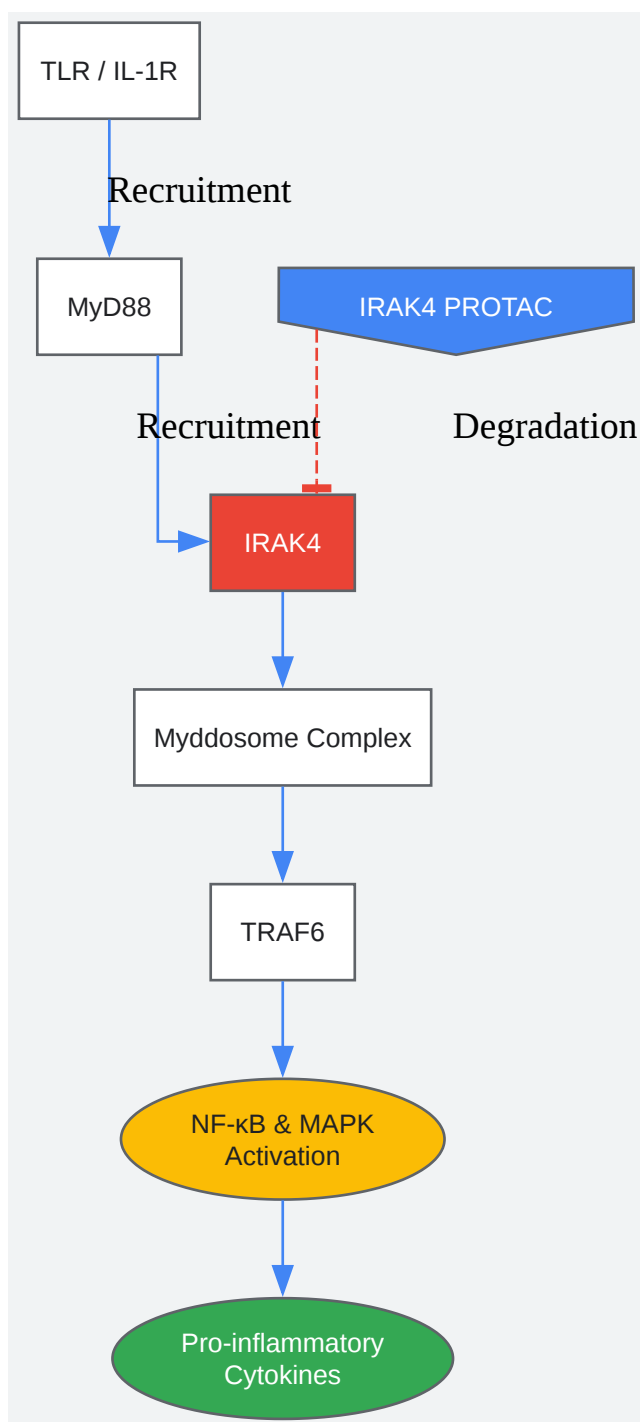 TLR / IL-1R
Recruitment
MyD88
IRAK4 PROTAC
Recruitment
Degradation
IRAK4
Myddosome Complex
TRAF6
NF-κB & MAPK
Activation
Pro-inflammatory
Cytokines